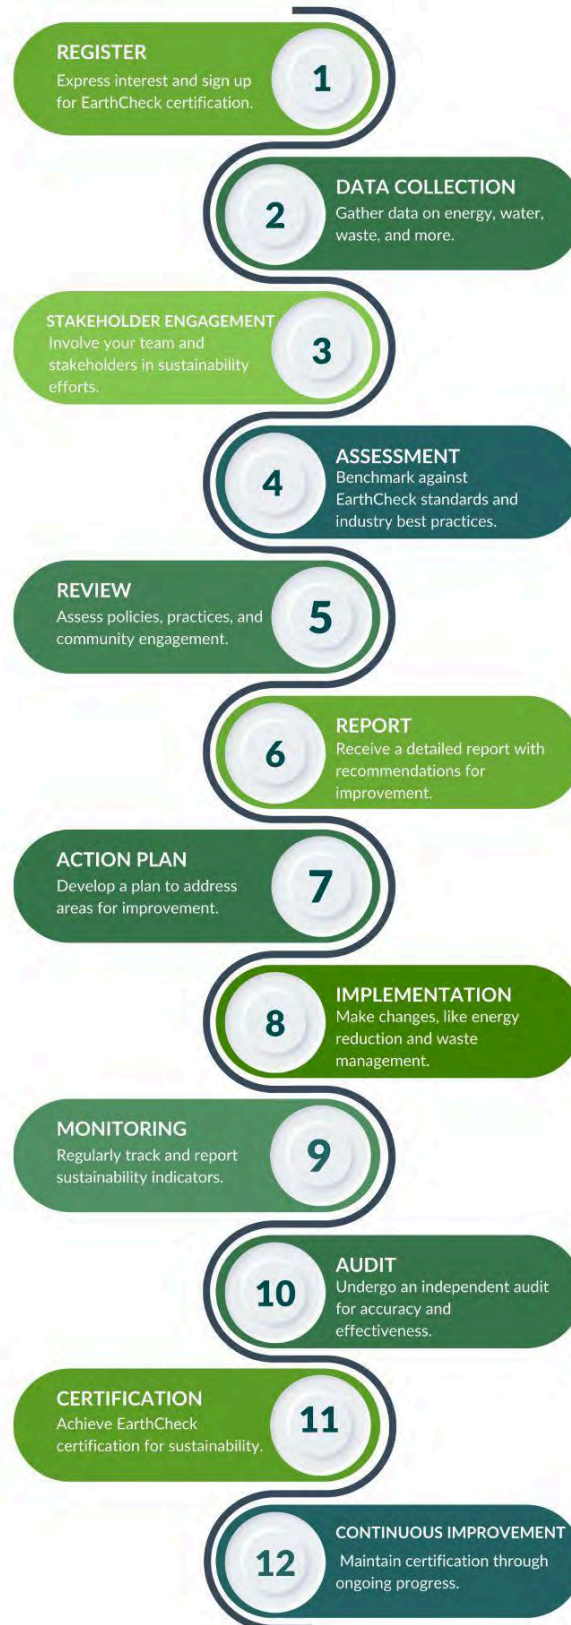 REGISTER
Express interest and sign up
for EarthCheck certification.
1
2
DATA COLLECTION
Gather data on energy, water,
waste, and more.
STAKEHOLDER ENGAGEMENT
Involve your team and
stakeholders in sustainability
efforts.
3
4
ASSESSMENT
Benchmark against
EarthCheck standards and
industry best practices.
REVIEW
Assess policies, practices, and
community engagement.
5
6
REPORT
Receive a detailed report with
recommendations for
improvement.
ACTION PLAN
Develop a plan to address
areas for improvement.
7
8
IMPLEMENTATION
Make changes, like energy
reduction and waste
management.
MONITORING
Regularly track and report
sustainability indicators.
9
10
AUDIT
Undergo an independent audit
for accuracy and
effectiveness.
CERTIFICATION
Achieve EarthCheck
certification for sustainability.
11
12
CONTINUOUS IMPROVEMENT
Maintain certification through
ongoing progress.